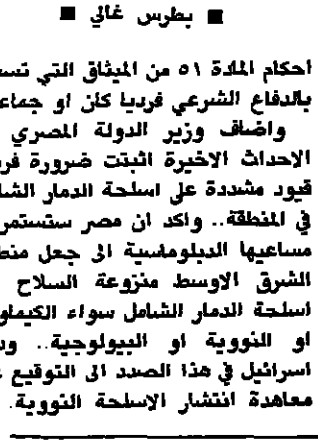 ■ بطرس غالي ■
احكام المادة ٥١ من الميثاق التي تسمح
بالدفاع الشرعي فرديا كان او جماعي
واضاف وزير الدولة المصري
الاحداث الاخيرة اثبتت ضرورة فر
قيود مشددة على اسلحة الدمار الشا
في المنطقة.. واكد ان مصر ستستمر
مساعيها الدبلوماسية الى جعل منط
الشرق الاوسط منزوعة السلاح
اسلحة الدمار الشامل سواء الكيماو
او النووية او البيولوجية.. ود
اسرائيل في هذا الصدد الى التوقيع ع
معاهدة انتشار الاسلحة النووية.